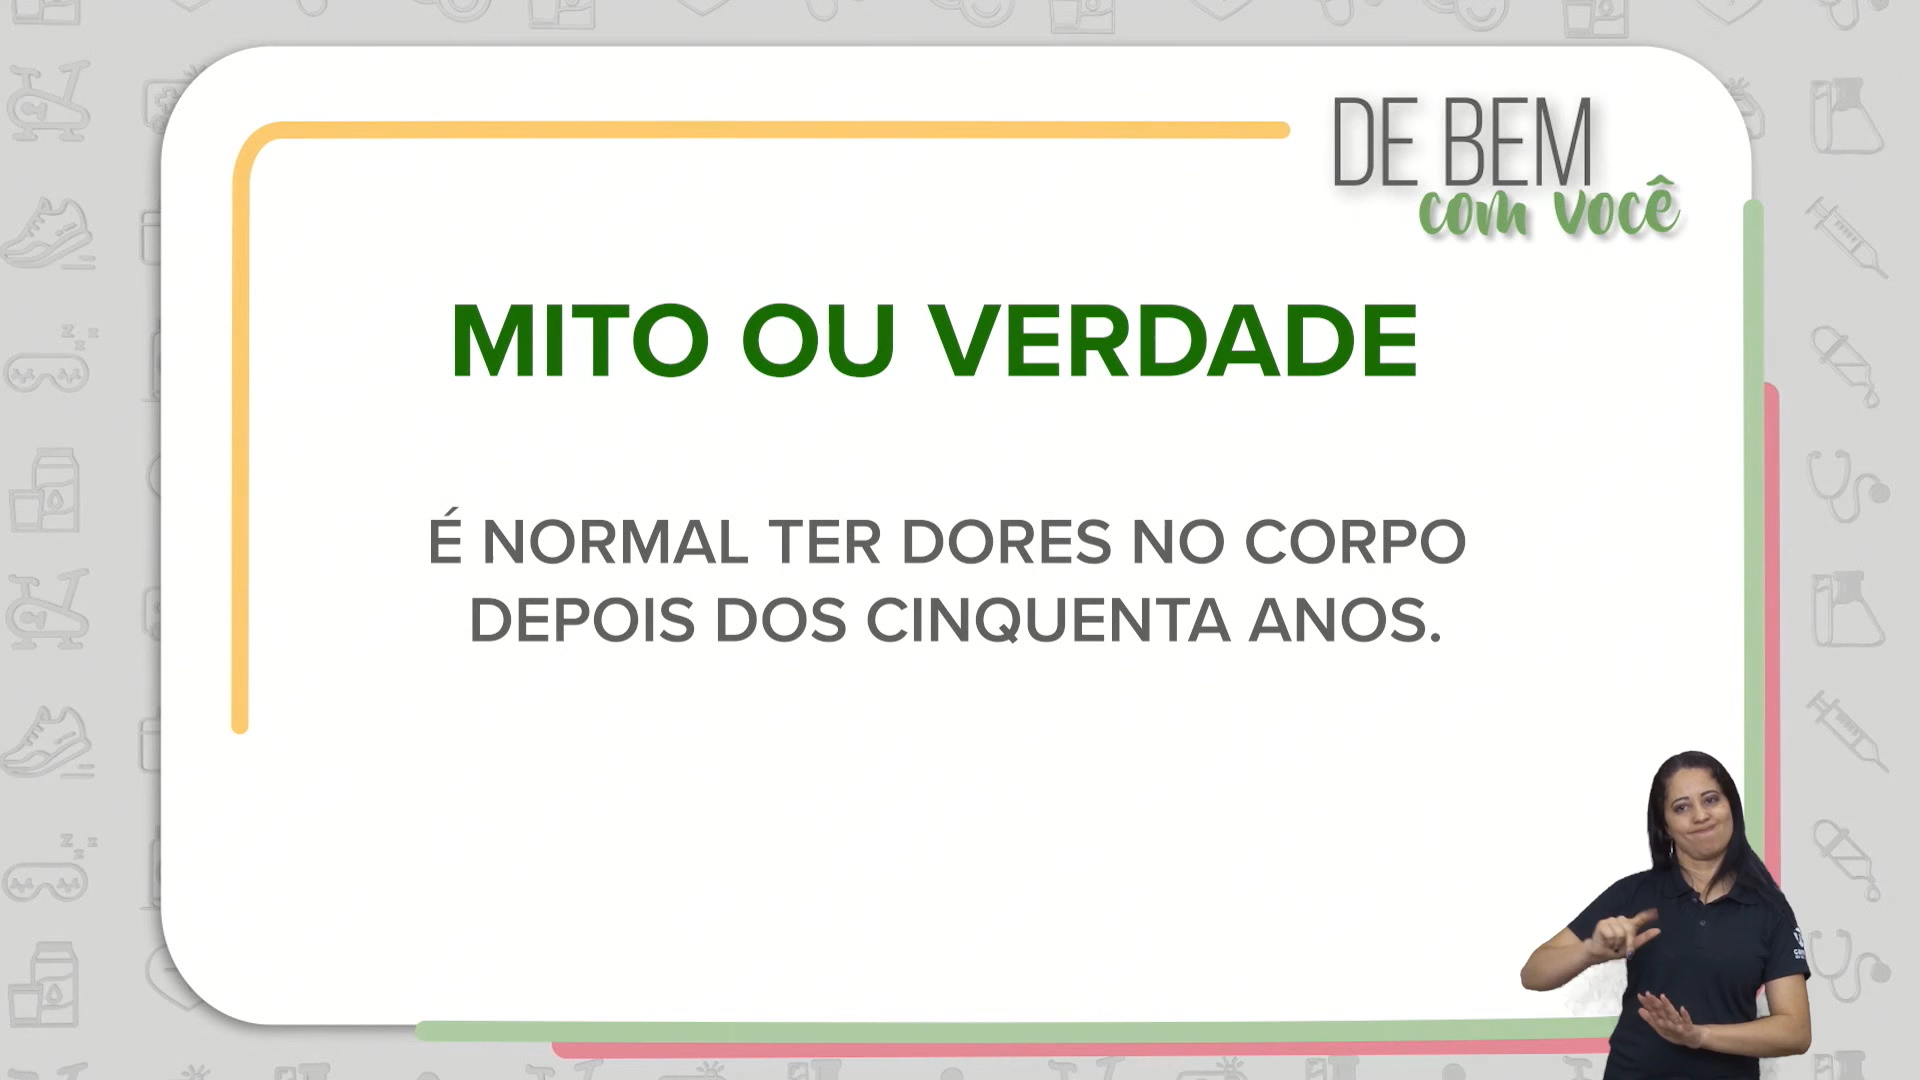 DE BEM
com você
MITO OU VERDADE
É NORMAL TER DORES NO CORPO
DEPOIS DOS CINQUENTA ANOS.